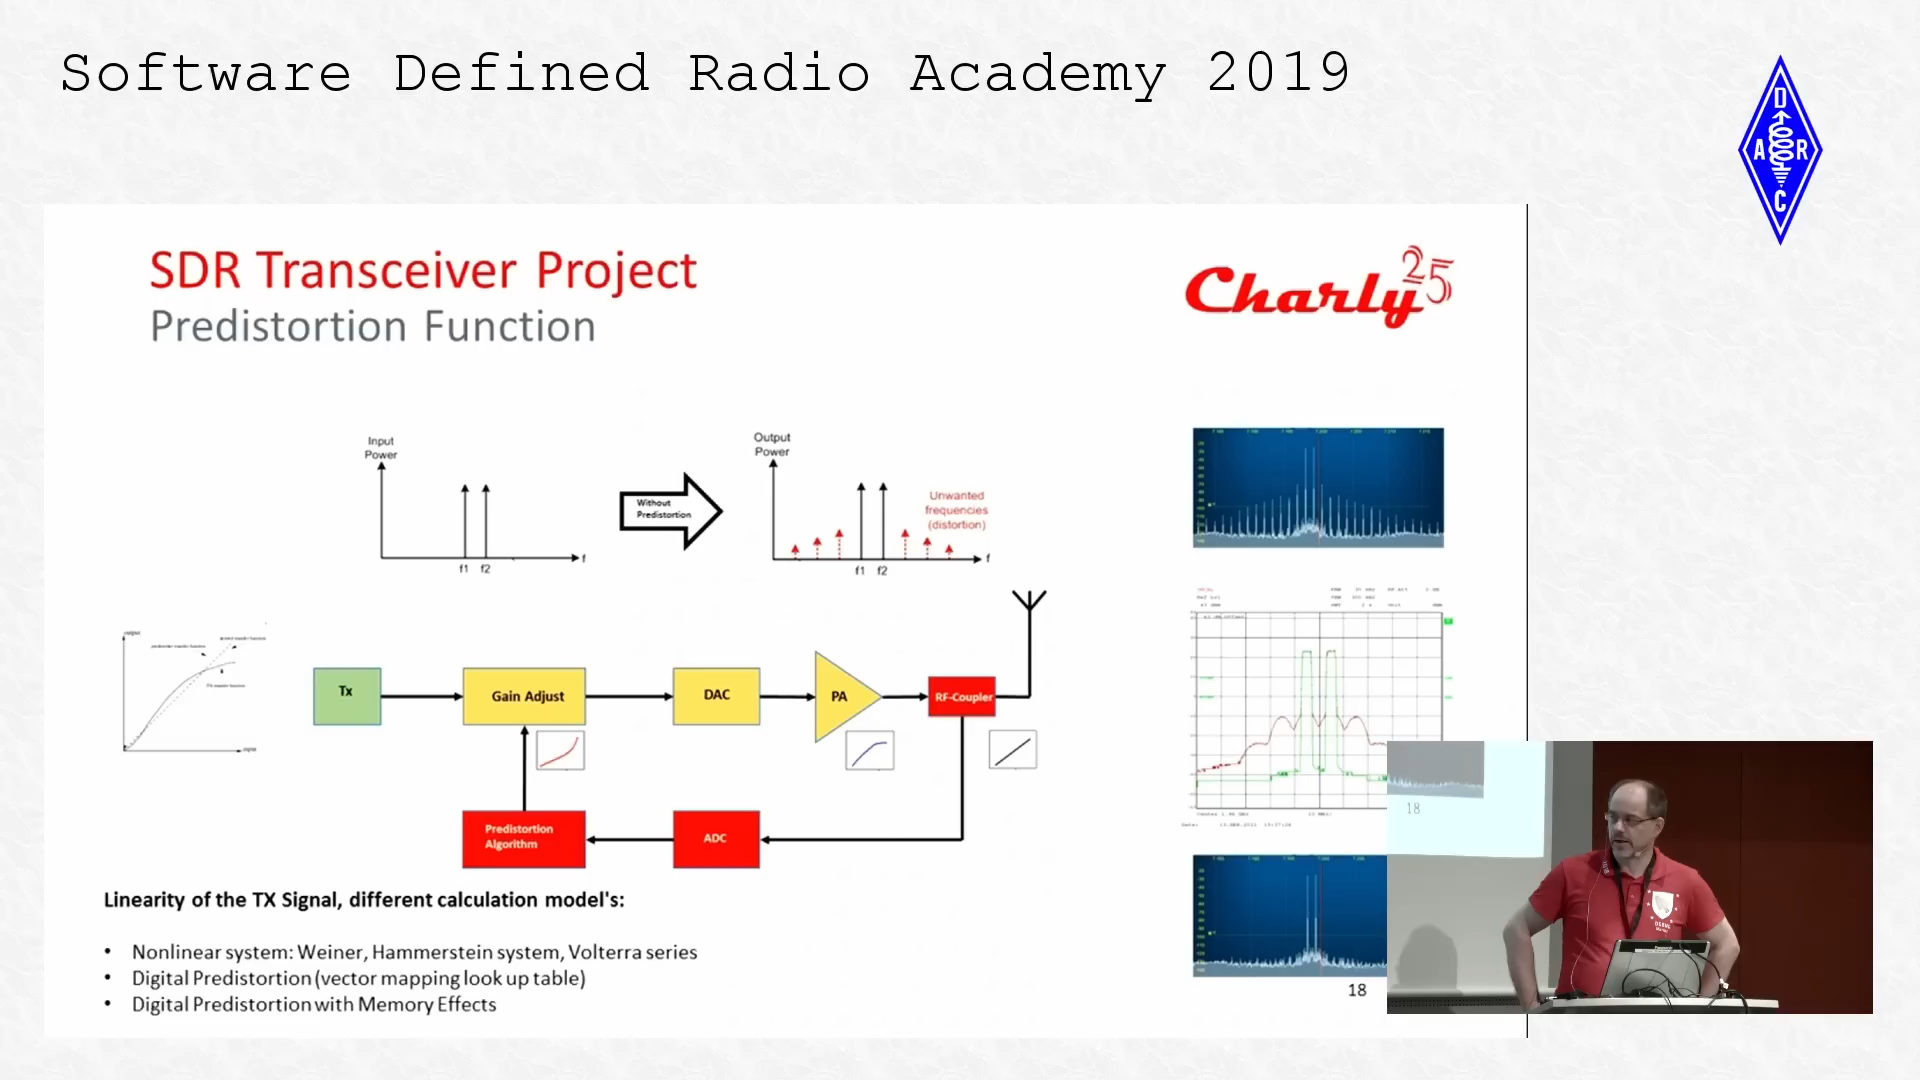 Software Defined Radio Academy 2019
D
A R
C
SDR Transceiver Project
Predistortion Function
Charly 25
Input
Power
f
f1 f2
Without
Predistortion
Output
Power
Unwanted
frequencies
(distortion)
f
f1 f2
output
Tx
Gain Adjust
DAC
PA
RF-Coupler
Predistortion
Algorithm
ADC
Linearity of the TX Signal, different calculation model's:
• Nonlinear system: Weiner, Hammerstein system, Volterra series
• Digital Predistortion (vector mapping look up table)
• Digital Predistortion with Memory Effects
18
18